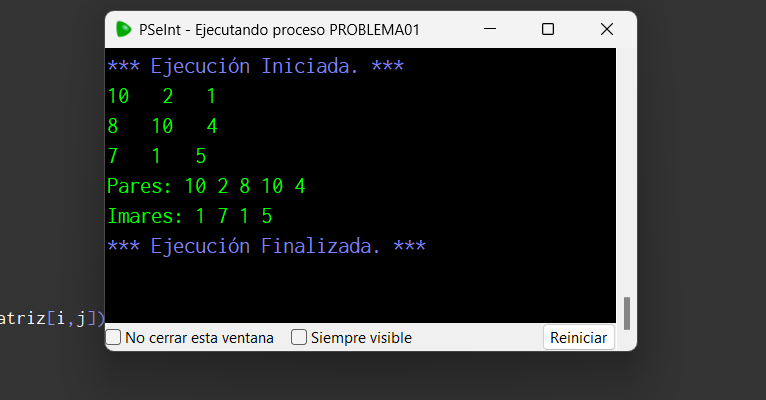 PSeInt - Ejecutando proceso PROBLEMA01
*** Ejecución Iniciada. ***
10   2   1
8   10   4
7   1   5
Pares: 10 2 8 10 4
Imares: 1 7 1 5
*** Ejecución Finalizada. ***
atriz[i,j])
No cerrar esta ventana   Siempre visible   Reiniciar